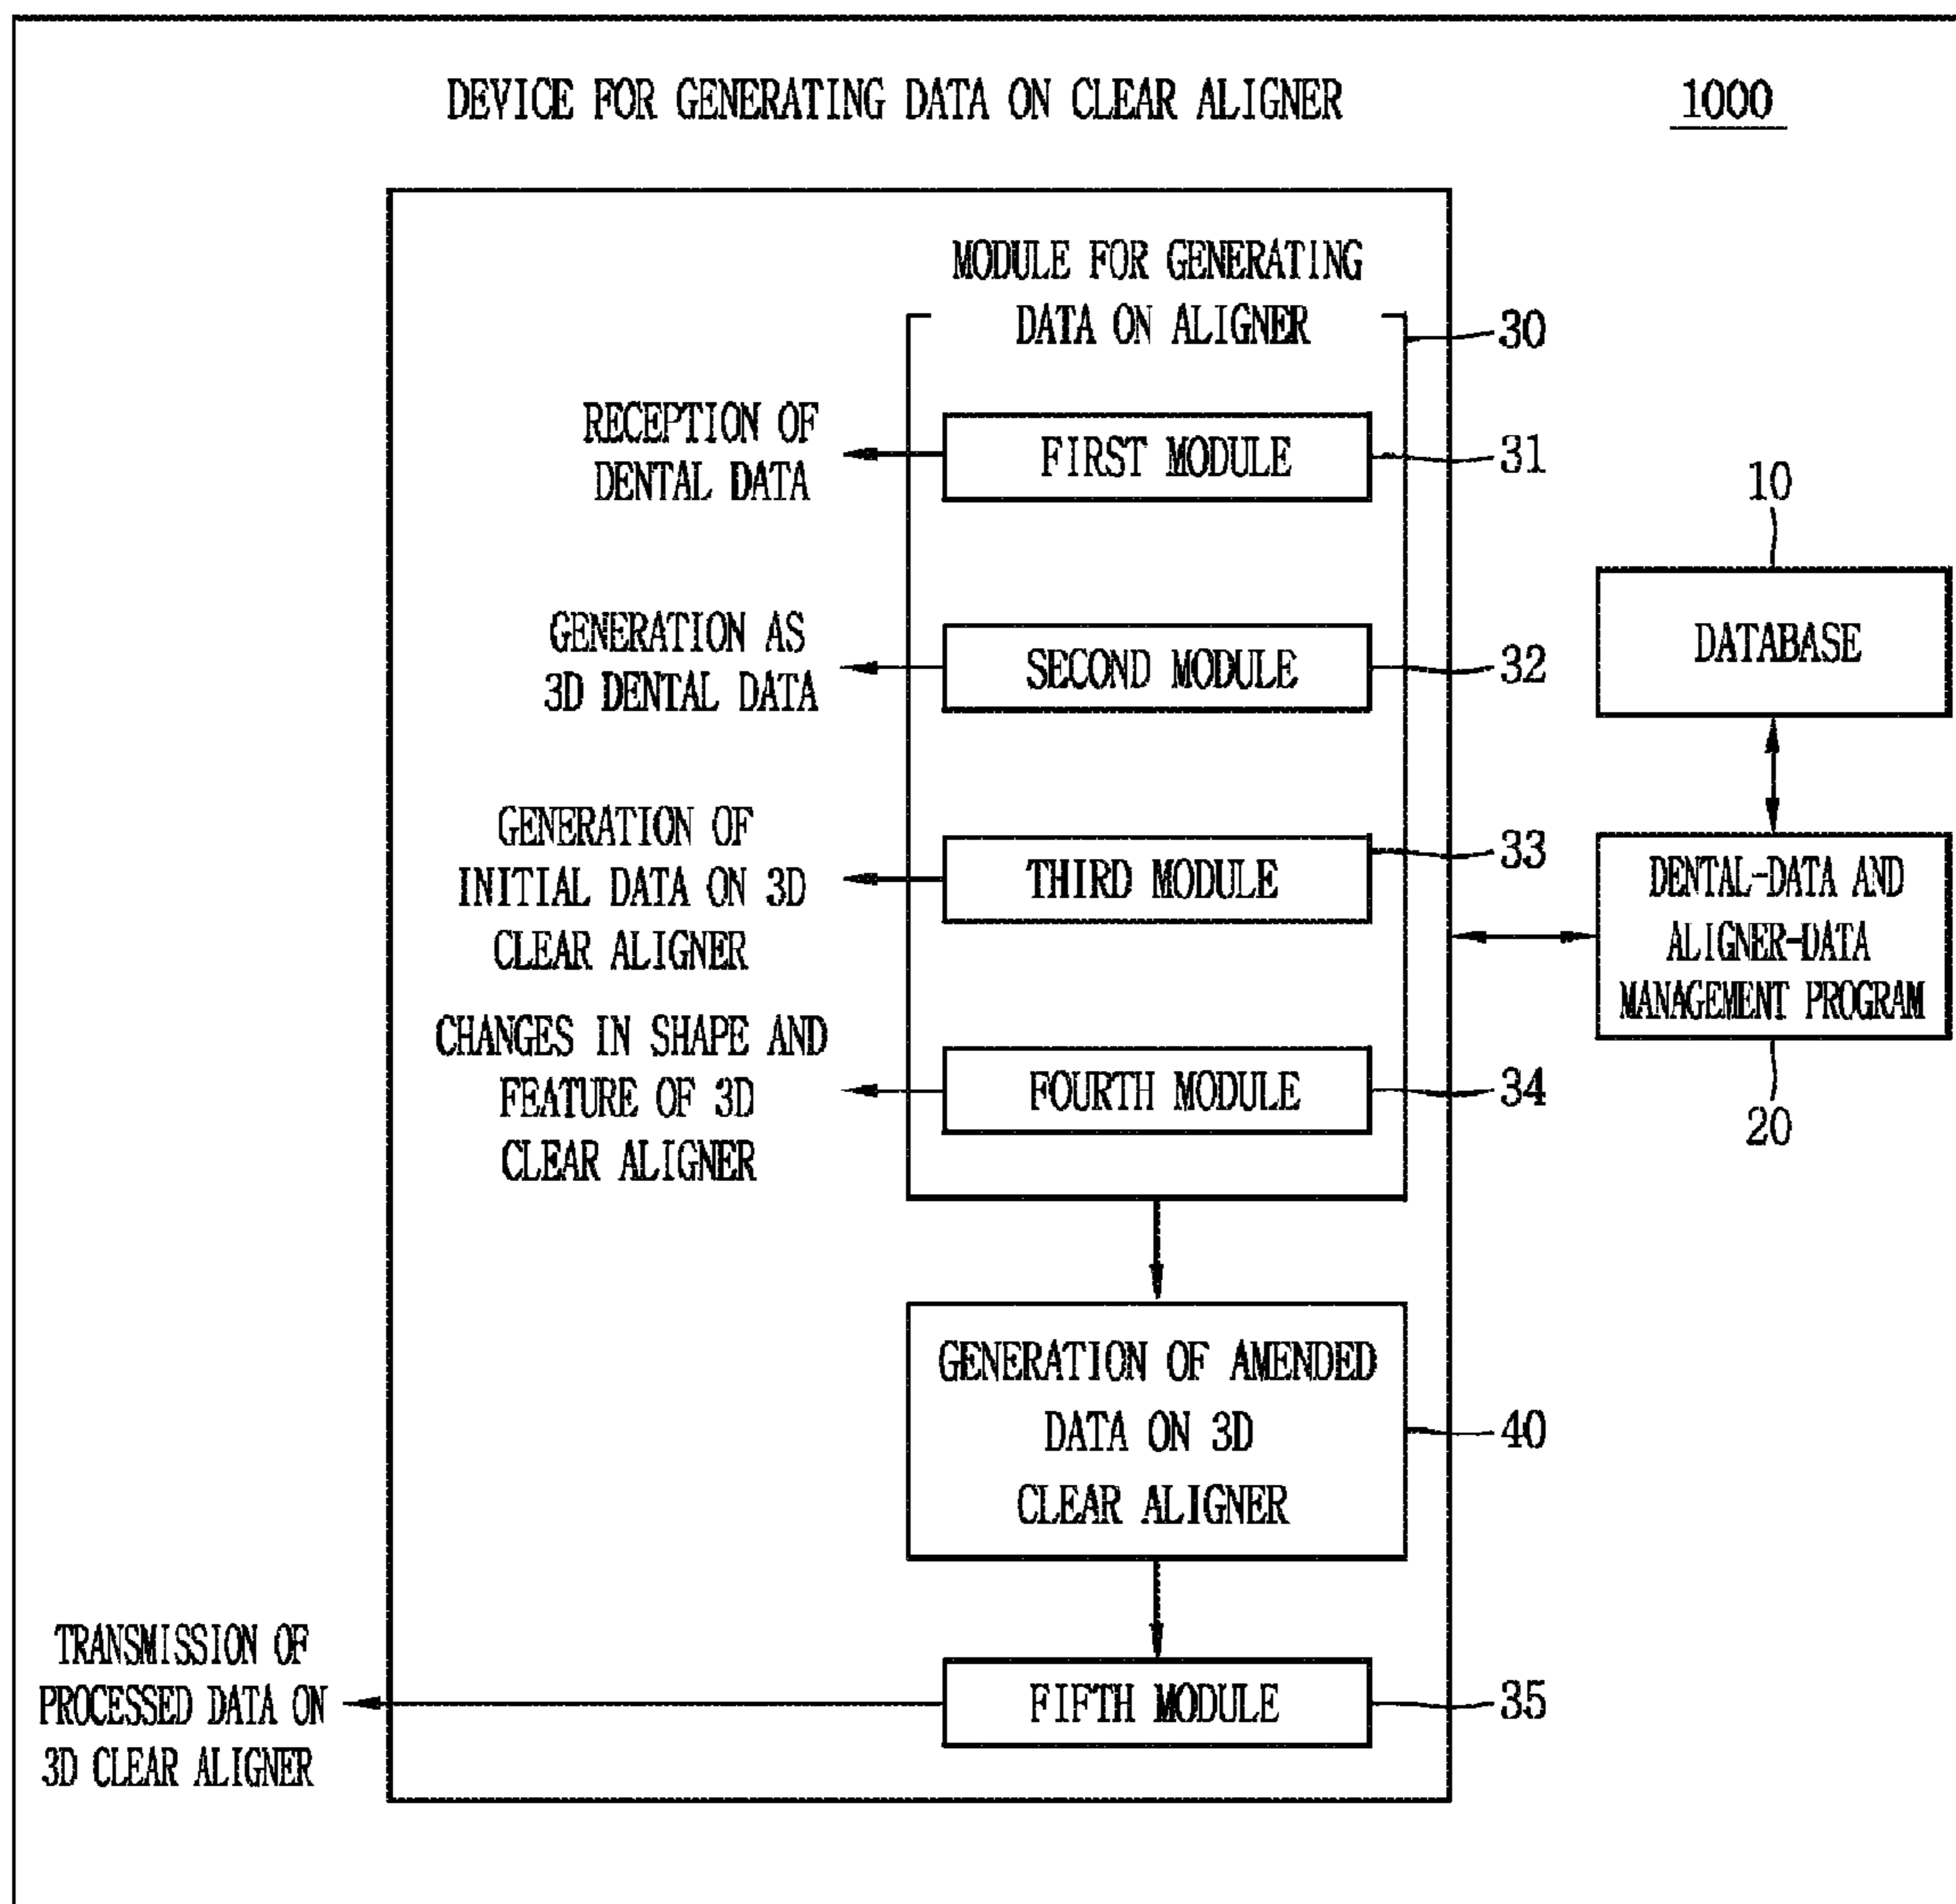 DEVICE FOR GENERATING DATA ON CLEAR ALIGNER
1000
MODULE FOR GENERATING
DATA ON ALIGNER
30
RECEPTION OF
DENTAL DATA
FIRST MODULE
31
GENERATION AS
3D DENTAL DATA
SECOND MODULE
32
GENERATION OF
INITIAL DATA ON 3D
CLEAR ALIGNER
THIRD MODULE
33
CHANGES IN SHAPE AND
FEATURE OF 3D
CLEAR ALIGNER
FOURTH MODULE
34
10
DATABASE
DENTAL-DATA AND
ALIGNER-DATA
MANAGEMENT PROGRAM
20
GENERATION OF AMENDED
DATA ON 3D
CLEAR ALIGNER
40
TRANSMISSION OF
PROCESSED DATA ON
3D CLEAR ALIGNER
FIFTH MODULE
35